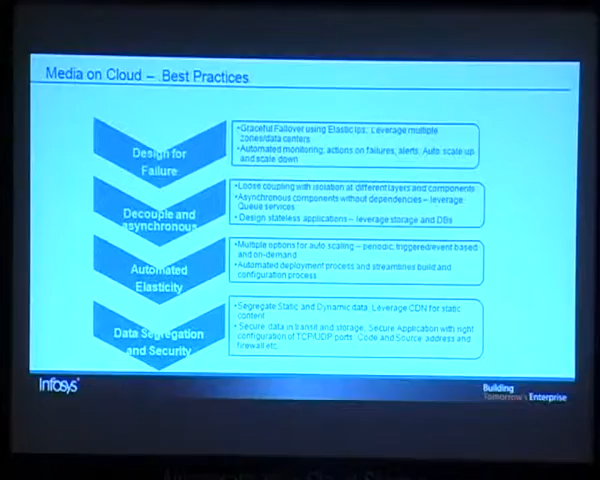 Media on Cloud – Best Practices
Design for
Failure
•Graceful Failover using Elastic Ips; Leverage multiple
zones/data centers
•Automated monitoring, actions on failures, alerts. Auto scale up
and scale down
Decouple and
asynchronous
•Loose coupling with isolation at different layers and components
•Asynchronous components without dependencies – leverage
Queue services
•Design stateless applications – leverage storage and DBs
Automated
Elasticity
•Multiple options for auto scaling – periodic, triggered/event based
and on-demand
•Automated deployment process and streamlines build and
configuration process
Data Segregation
and Security
•Segregate Static and Dynamic data, Leverage CDN for static
content
•Secure data in transit and storage, Secure Application with right
configuration of TCP/UDP ports. Code and Source address and
firewall etc.
Infosys
Building
Tomorrow's Enterprise